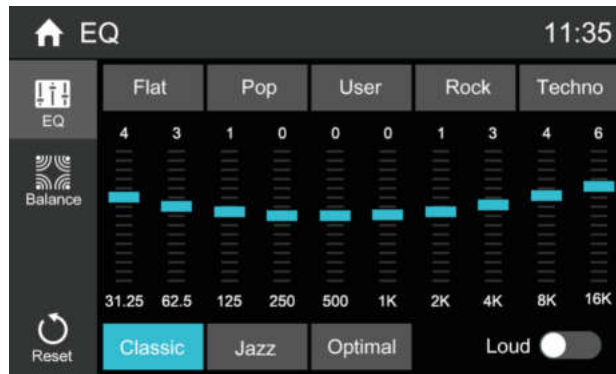 EQ 11:35
EQ
Balance
Reset
Flat Pop User Rock Techno
4 3 1 0 0 0 1 3 4 6
31.25 62.5 125 250 500 1K 2K 4K 8K 16K
Classic Jazz Optimal Loud